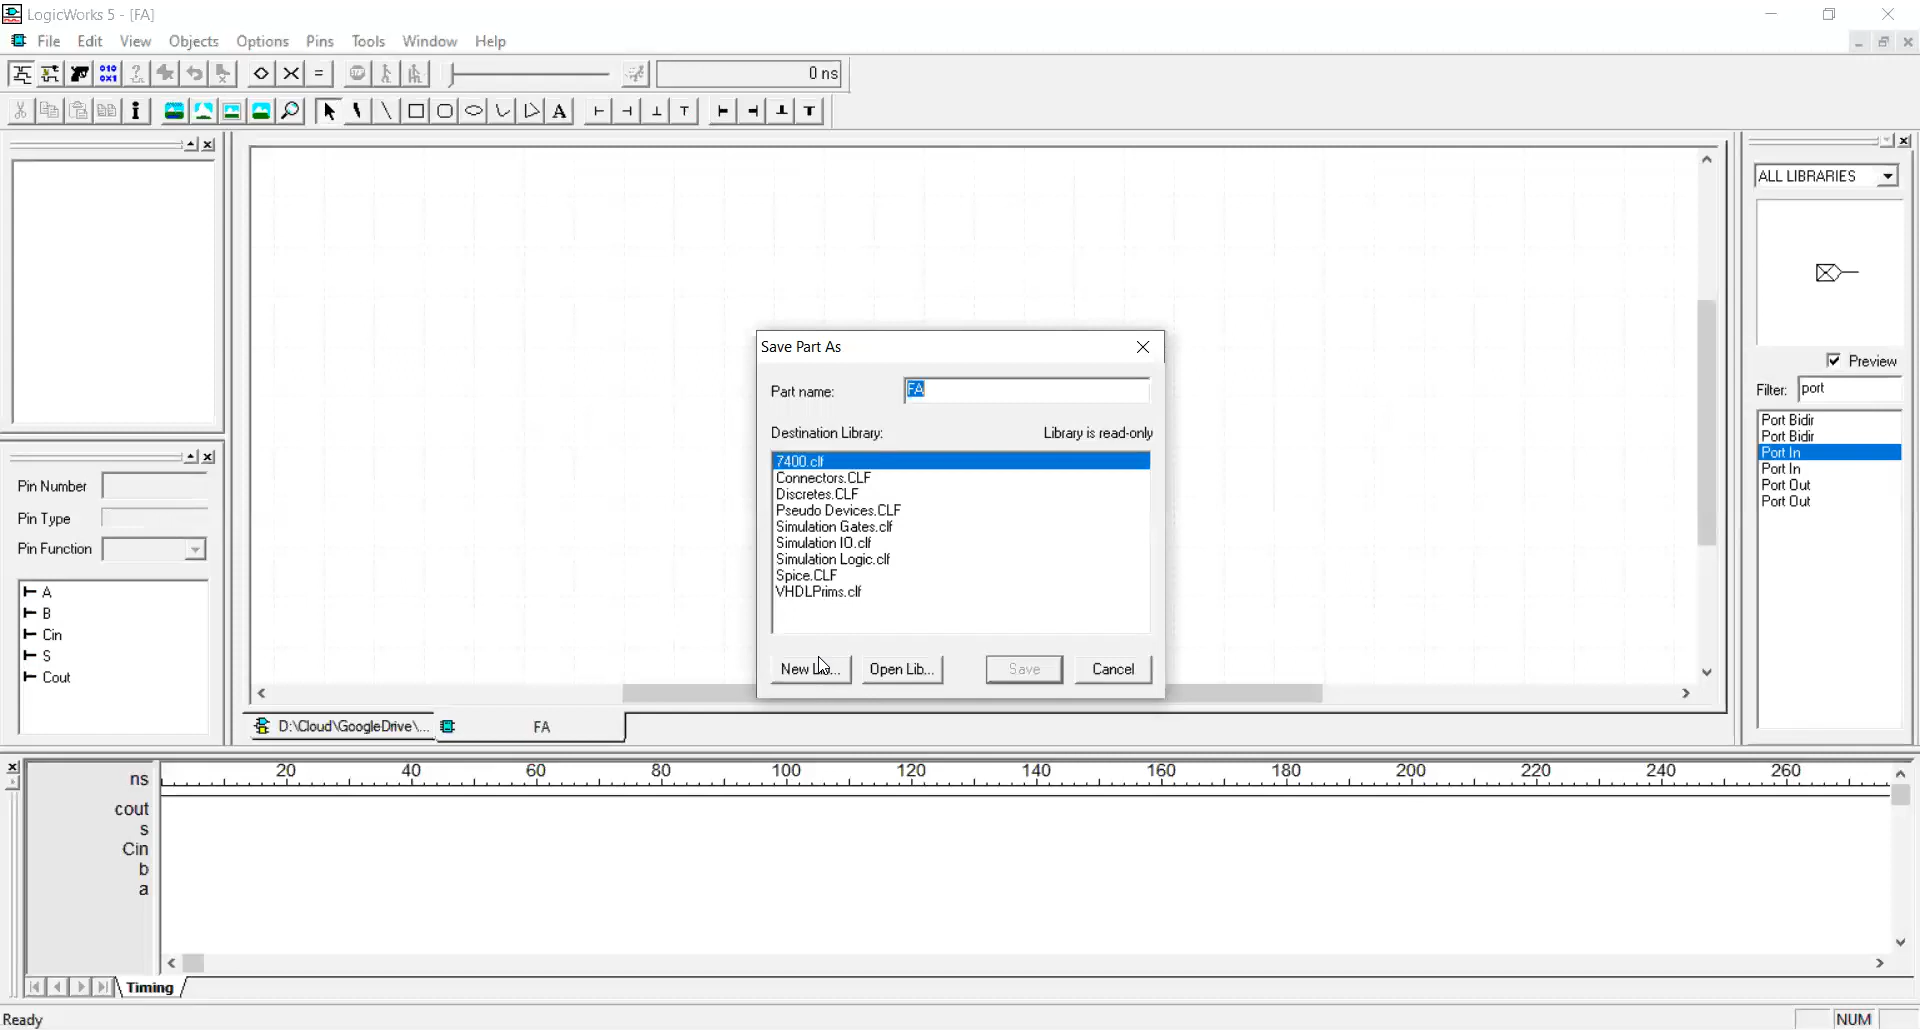 LogicWorks 5 - [FA]
File Edit View Objects Options Pins Tools Window Help
0 ns
ALL LIBRARIES
Preview
Filter: port
Port Bidir
Port Bidir
Port In
Port In
Port Out
Port Out
Pin Number
Pin Type
Pin Function
A
B
Cin
S
Cout
Save Part As
Part name: FA
Destination Library: Library is read-only
7400.clf
Connectors.CLF
Discretes.CLF
Pseudo Devices.CLF
Simulation Gates.clf
Simulation IO.clf
Simulation Logic.clf
Spice.CLF
VHDLPrims.clf
New Open Lib... Save Cancel
D:\Cloud\GoogleDrive\... FA
ns 20 40 60 80 100 120 140 160 180 200 220 240 260
cout
s
Cin
b
a
Timing
Ready NUM